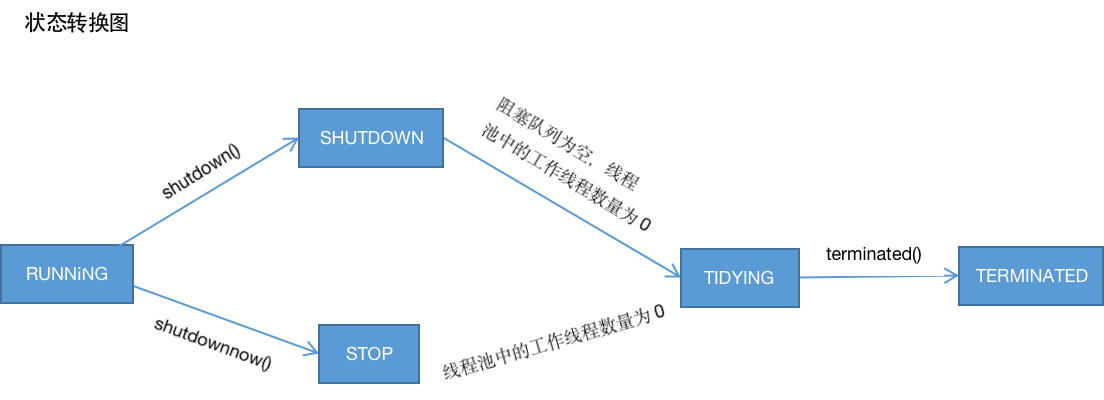 状态转换图
阻塞队列为空，线程
池中的工作线程数量为 0
SHUTDOWN
shutdown()
RUNNiNG
TIDYING
terminated()
TERMINATED
shutdownnow()
STOP
线程池中的工作线程数量为 0